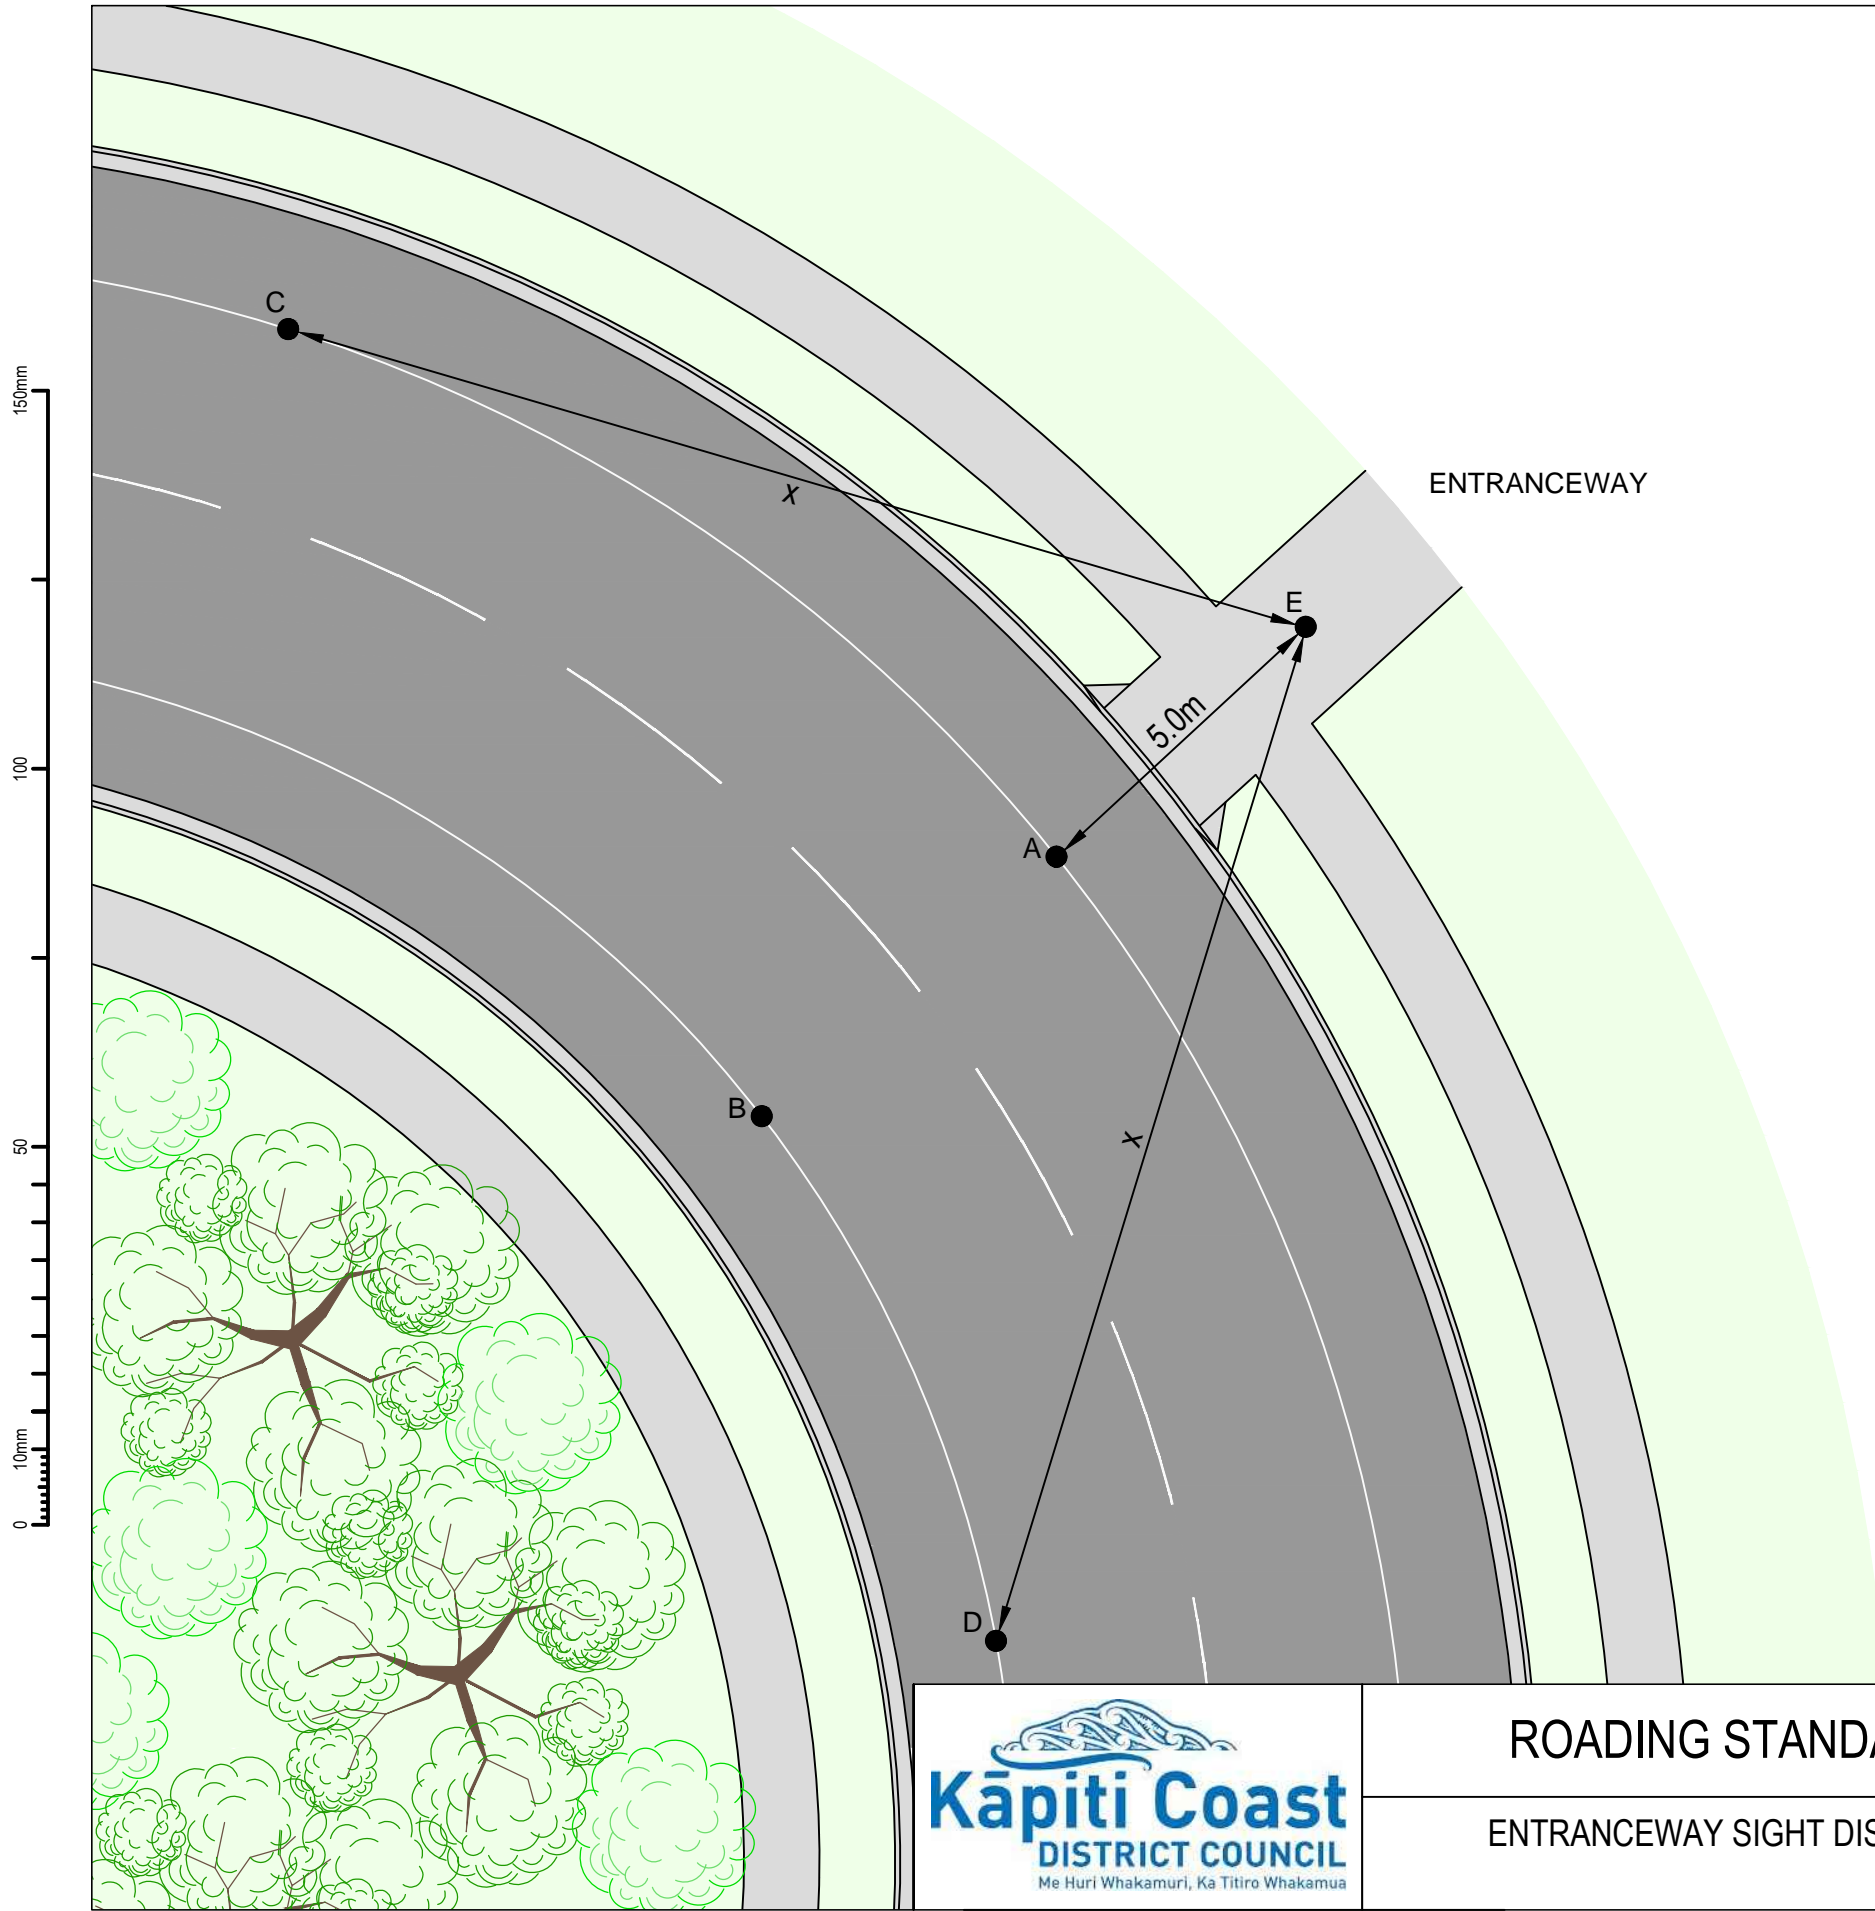 C
150mm
x
ENTRANCEWAY
E
5.0m
100
A
B
x
50
10mm
0
D
Kāpiti Coast
DISTRICT COUNCIL
Me Huri Whakamuri, Ka Titiro Whakamua
ROADING STANDA
ENTRANCEWAY SIGHT DIS